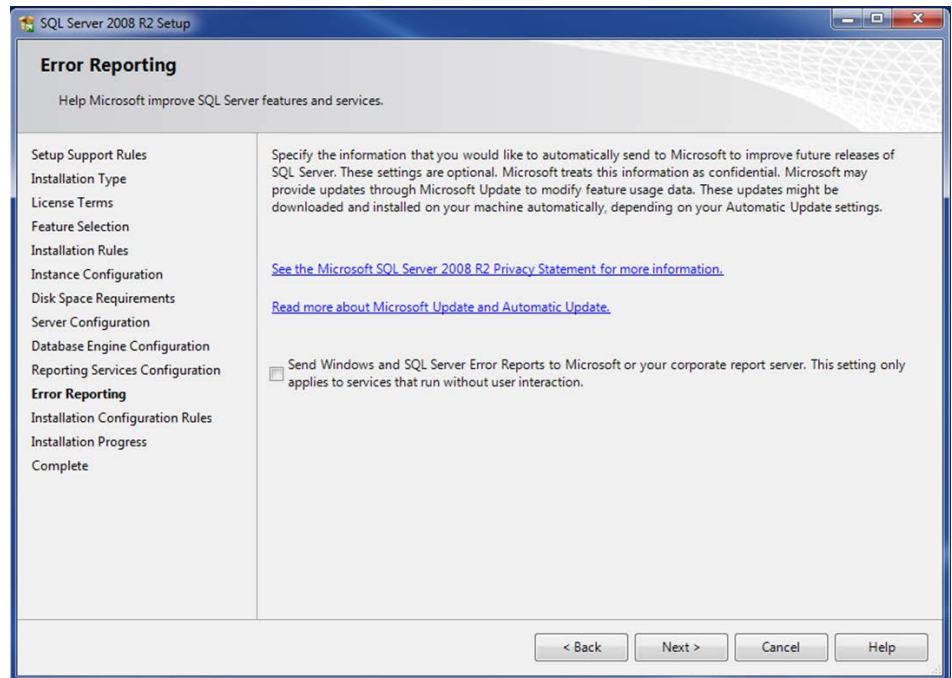 SQL Server 2008 R2 Setup
Error Reporting
Help Microsoft improve SQL Server features and services.
Setup Support Rules
Installation Type
License Terms
Feature Selection
Installation Rules
Instance Configuration
Disk Space Requirements
Server Configuration
Database Engine Configuration
Reporting Services Configuration
Error Reporting
Installation Configuration Rules
Installation Progress
Complete
Specify the information that you would like to automatically send to Microsoft to improve future releases of
SQL Server. These settings are optional. Microsoft treats this information as confidential. Microsoft may
provide updates through Microsoft Update to modify feature usage data. These updates might be
downloaded and installed on your machine automatically, depending on your Automatic Update settings.
See the Microsoft SQL Server 2008 R2 Privacy Statement for more information.
Read more about Microsoft Update and Automatic Update.
Send Windows and SQL Server Error Reports to Microsoft or your corporate report server. This setting only
applies to services that run without user interaction.
< Back
Next >
Cancel
Help